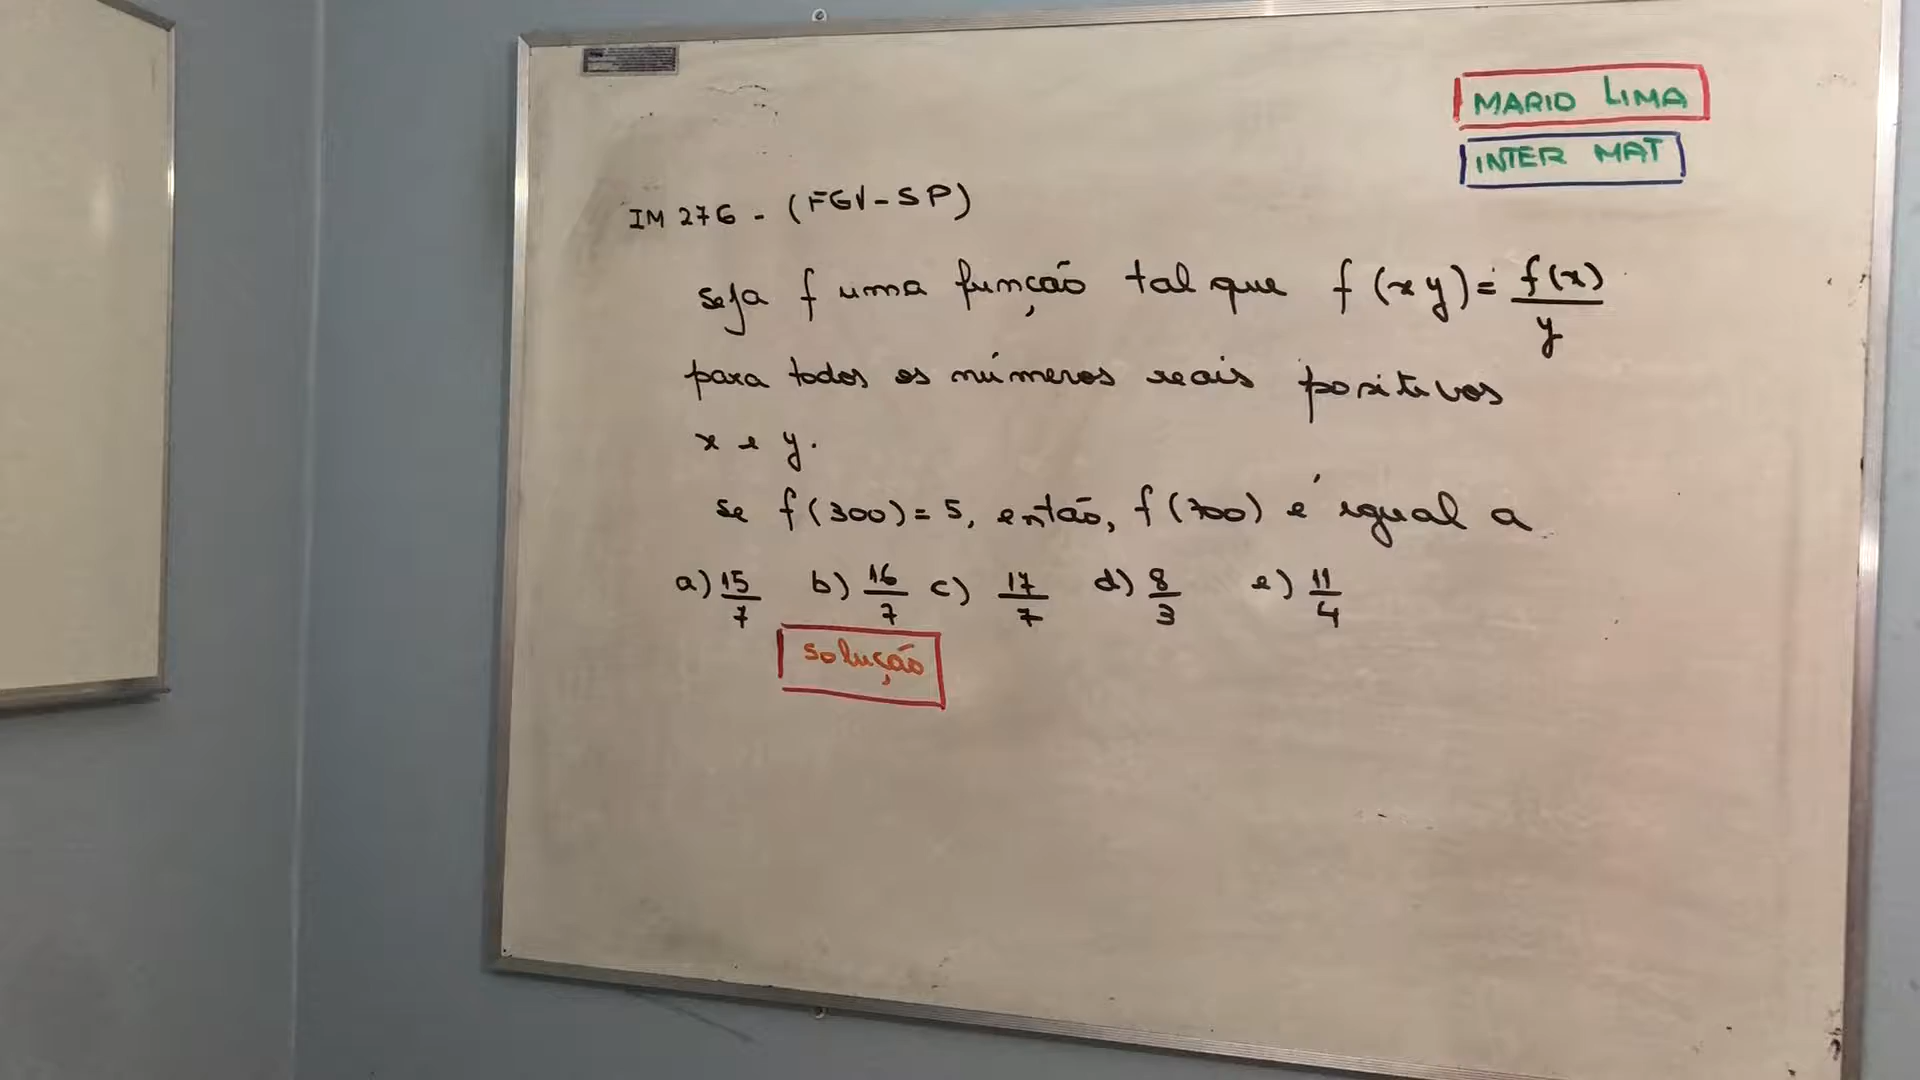 MARIO LIMA
INTER MAT
IM 276 - (FGV-SP)
seja f uma função tal que f(xy) = f(x)/y
para todos os números reais positivos
x e y.
se f(300) = 5, então, f(700) é igual a
a) 15/7 b) 16/7 c) 17/7 d) 8/3 e) 11/4
solução